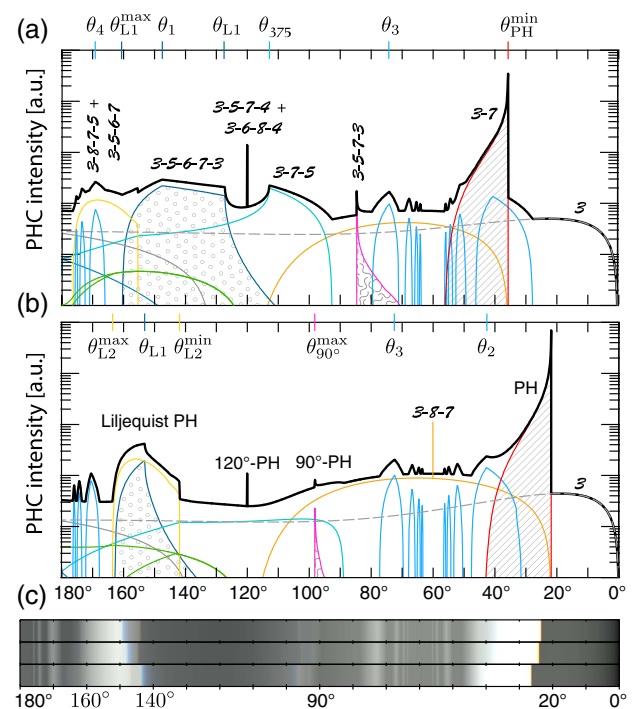 (a)
θ4 θL1max θ1 θL1 θ375 θ3 θPHmin
PHC intensity [a.u.]
3-8-7-5 +
3-5-6-7
3-5-6-7-3
3-5-7-4 +
3-6-8-4
3-7-5
3-5-7-3
3-7
3
(b)
θL2max θL1 θL2min θ90°max θ3 θ2
PHC intensity [a.u.]
Liljequist PH
120°-PH
90°-PH
3-8-7
PH
3
180° 160° 140° 120° 100° 80° 60° 40° 20° 0°
(c)
180° 160° 140° 90° 20° 0°